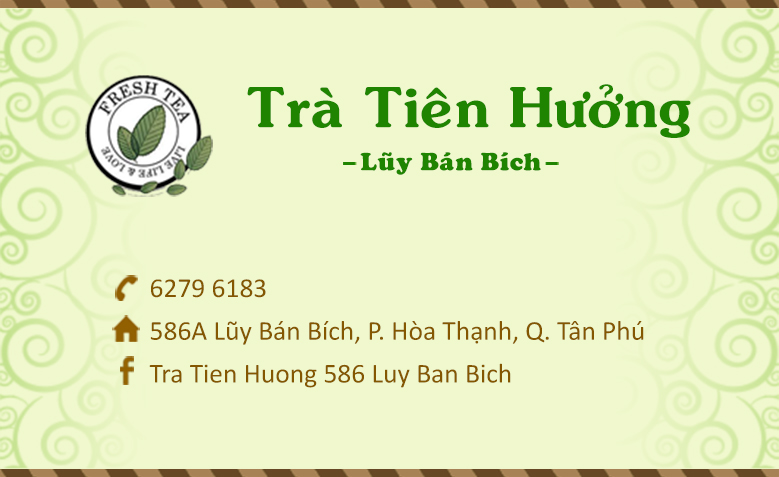 FRESH TEA
LIVE LIFE & LOVE
Trà Tiên Hưởng
–Lũy Bán Bích–
6279 6183
586A Lũy Bán Bích, P. Hòa Thạnh, Q. Tân Phú
Tra Tien Huong 586 Luy Ban Bich